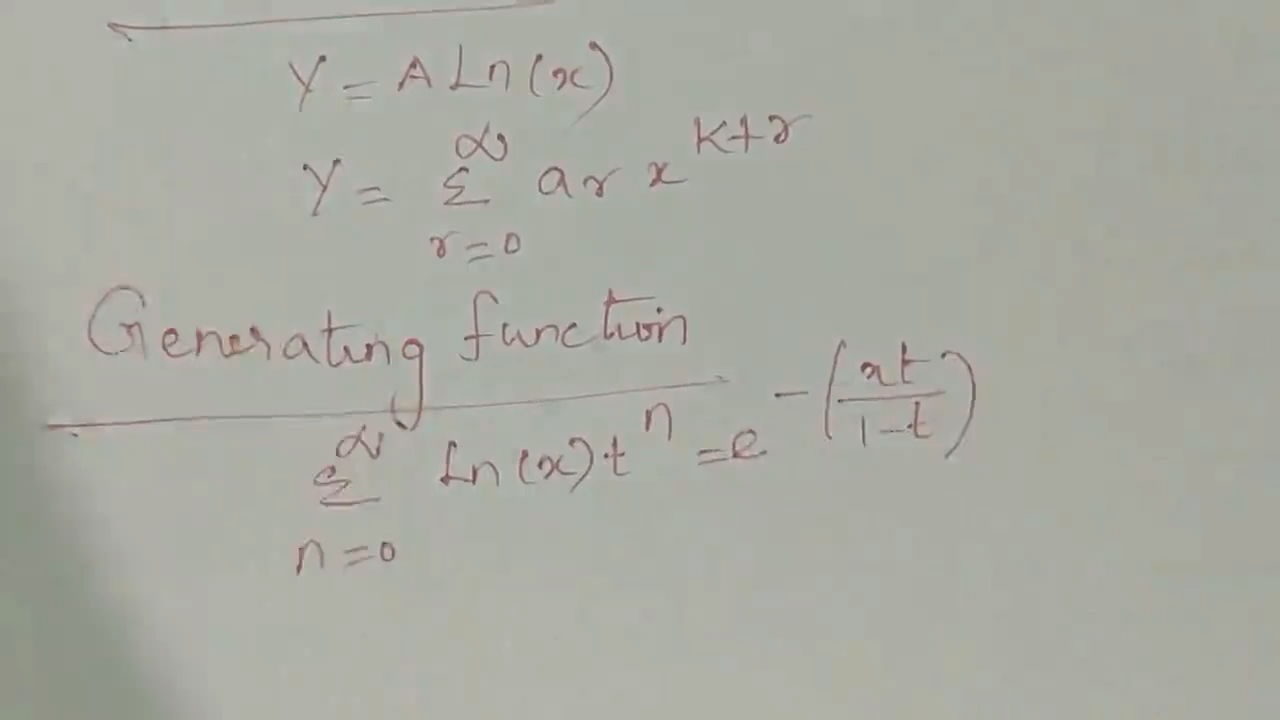 Y = A Ln(x)
∞
Y = Σ ar x^{k+r}
r=0
Generating function
∞
Σ Ln(x) t^n = e^{-(xt/1-t)}
n=0